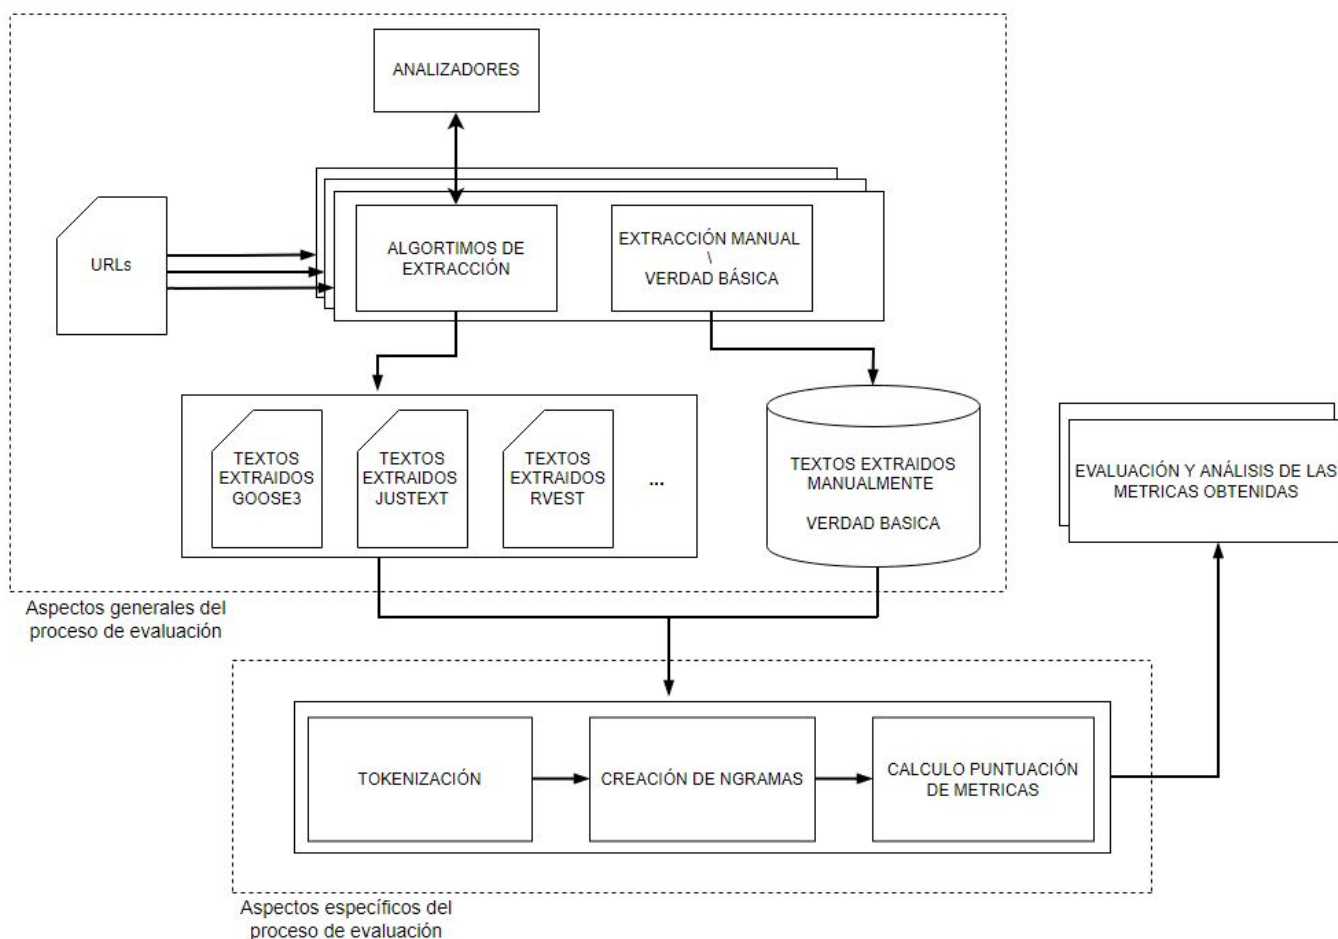 ANALIZADORES
URLs
ALGORTIMOS DE
EXTRACCIÓN
EXTRACCIÓN MANUAL
\
VERDAD BÁSICA
TEXTOS
EXTRAIDOS
GOOSE3
TEXTOS
EXTRAIDOS
JUSTEXT
TEXTOS
EXTRAIDOS
RVEST
...
TEXTOS EXTRAIDOS
MANUALMENTE
VERDAD BASICA
EVALUACIÓN Y ANÁLISIS DE LAS
METRICAS OBTENIDAS
Aspectos generales del
proceso de evaluación
TOKENIZACIÓN
CREACIÓN DE NGRAMAS
CALCULO PUNTUACIÓN
DE METRICAS
Aspectos específicos del
proceso de evaluación